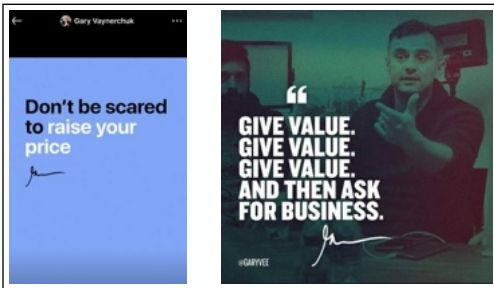 Gary Vaynerchuk
Don't be scared
to raise your
price
GIVE VALUE.
GIVE VALUE.
GIVE VALUE.
AND THEN ASK
FOR BUSINESS.
@GARYVEE